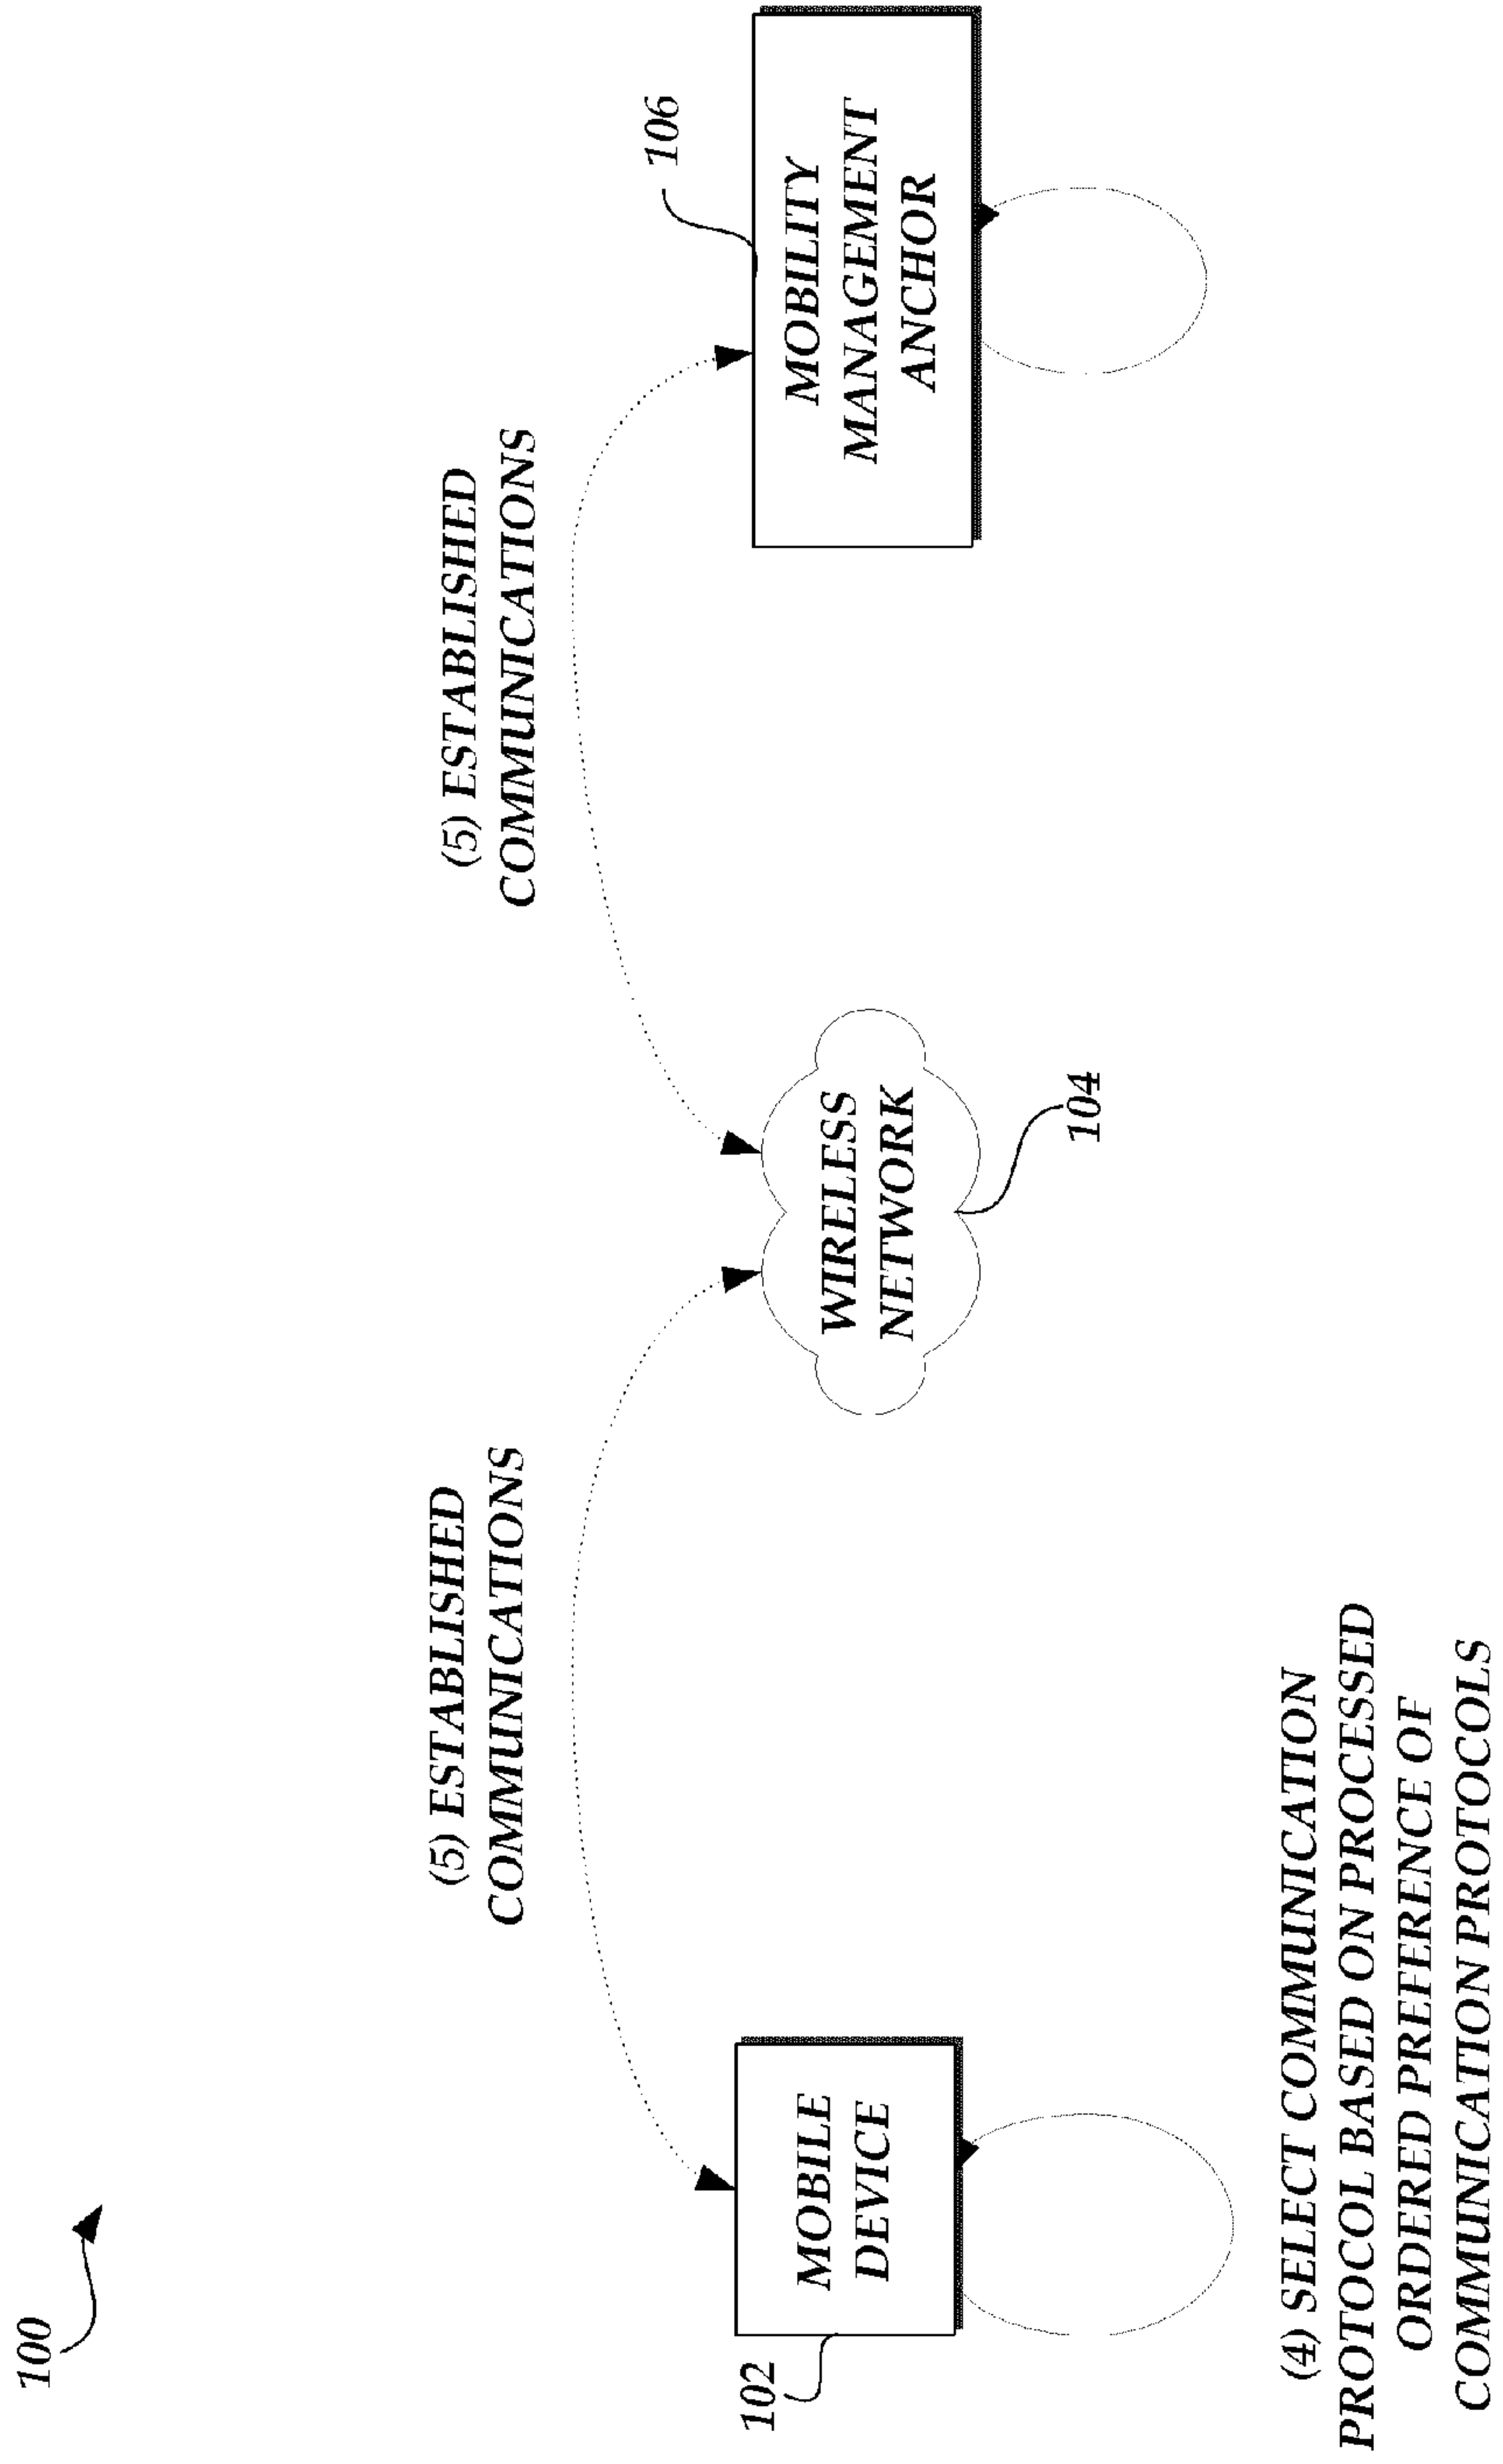 100
(5) ESTABLISHED
COMMUNICATIONS
(5) ESTABLISHED
COMMUNICATIONS
102
MOBILE
DEVICE
WIRELESS
NETWORK
104
106
MOBILITY
MANAGEMENT
ANCHOR
(4) SELECT COMMUNICATION
PROTOCOL BASED ON PROCESSED
ORDERED PREFERENCE OF
COMMUNICATION PROTOCOLS